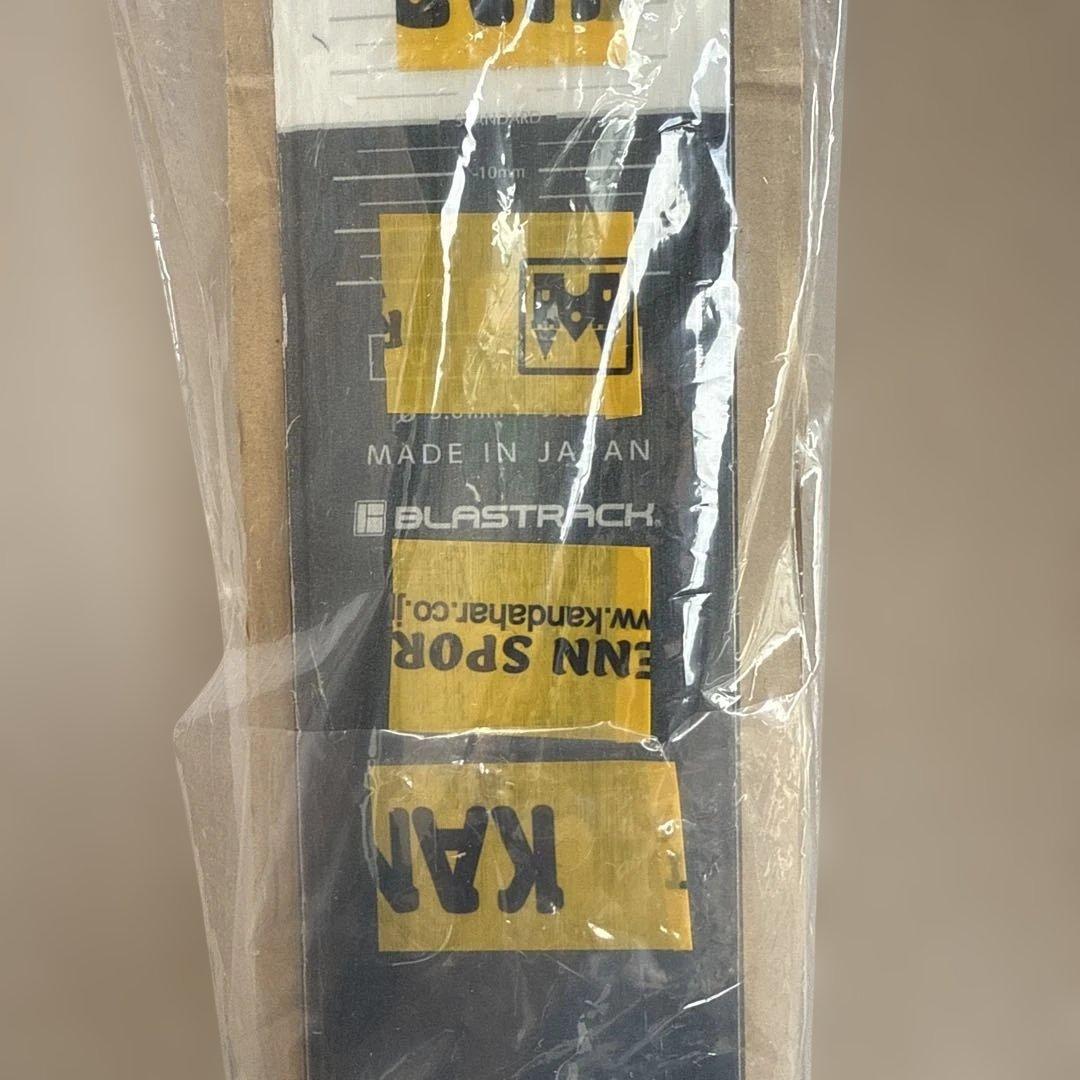 STANDARD
-10mm
MADE IN JAPAN
BLASTRACK
ww.kandahar.co.j
ENN SPOR
KAN